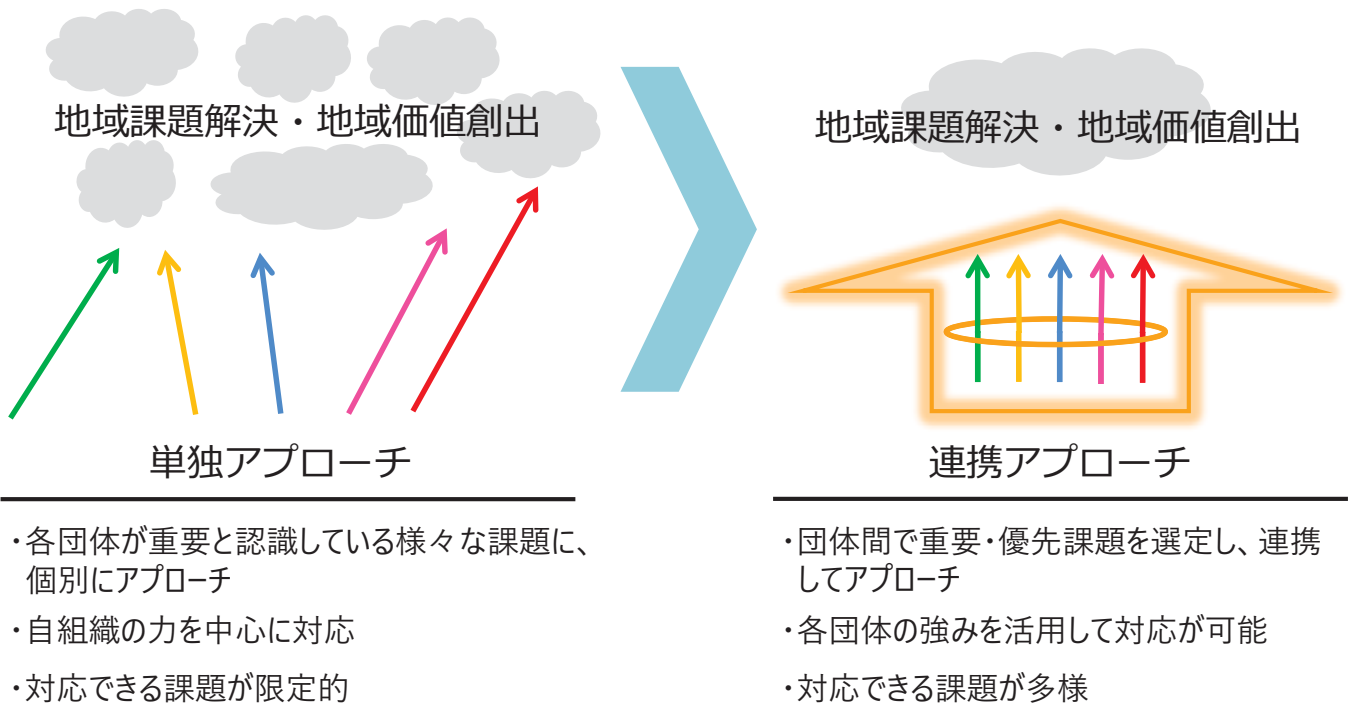 地域課題解決・地域価値創出
単独アプローチ
・各団体が重要と認識している様々な課題に、
個別にアプローチ
・自組織の力を中心に対応
・対応できる課題が限定的
地域課題解決・地域価値創出
連携アプローチ
・団体間で重要・優先課題を選定し、連携
してアプローチ
・各団体の強みを活用して対応が可能
・対応できる課題が多様